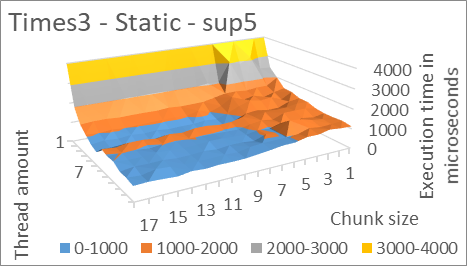 Times3 - Static - sup5
4000
3000
2000
1000
0
Execution time in
microseconds
1
7
Thread amount
17 15 13 11 9 7 5 3 1
Chunk size
0-1000 1000-2000 2000-3000 3000-4000